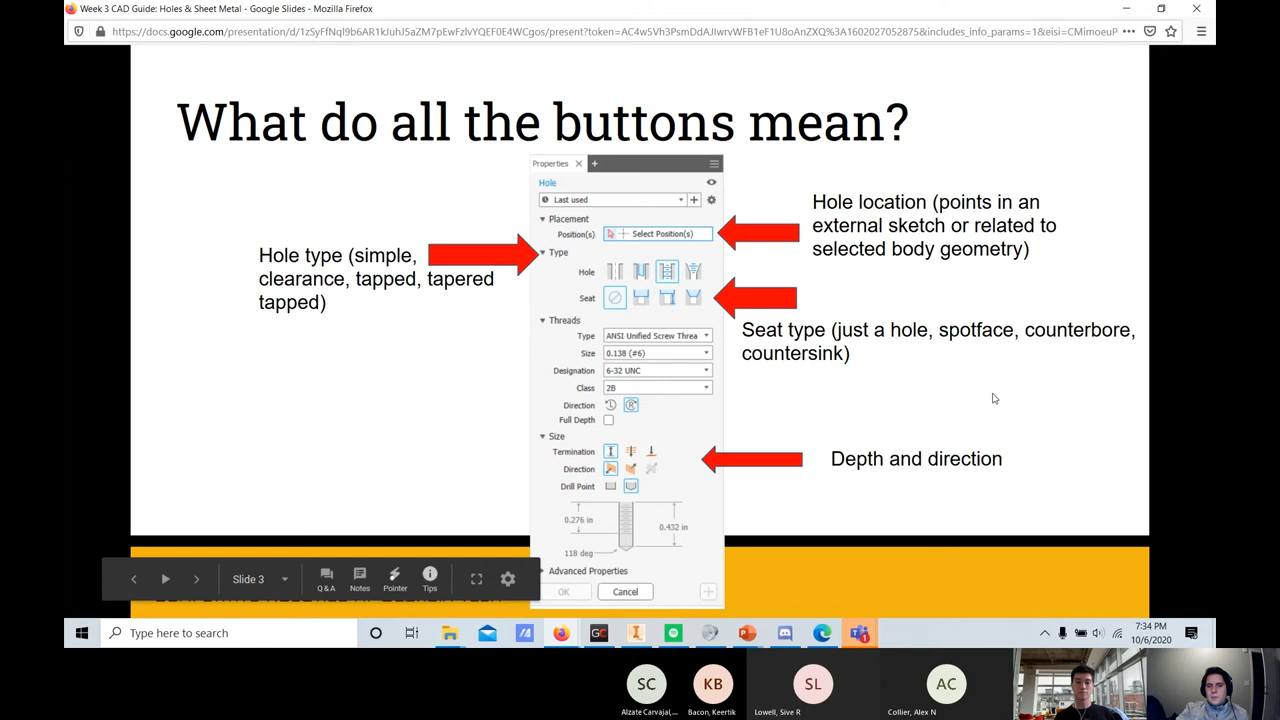 Week 3 CAD Guide: Holes & Sheet Metal - Google Slides - Mozilla Firefox
What do all the buttons mean?
Properties
Hole
Last used
Placement
Position(s) Select Position(s)
Type
Hole
Seat
Threads
Type ANSI Unified Screw Threa
Size 0.138 (#6)
Designation 6-32 UNC
Class 2B
Direction
Full Depth
Size
Termination
Direction
Drill Point
0.276 in
0.432 in
118 deg
Advanced Properties
OK Cancel
Hole type (simple,
clearance, tapped, tapered
tapped)
Hole location (points in an
external sketch or related to
selected body geometry)
Seat type (just a hole, spotface, counterbore,
countersink)
Depth and direction
Slide 3
Q & A Notes Pointer Tips
Type here to search
7:34 PM
10/6/2020
SC
Alzate Carvajal,...
KB
Bacon, Keertik
SL
Lowell, Sive R
AC
Collier, Alex N